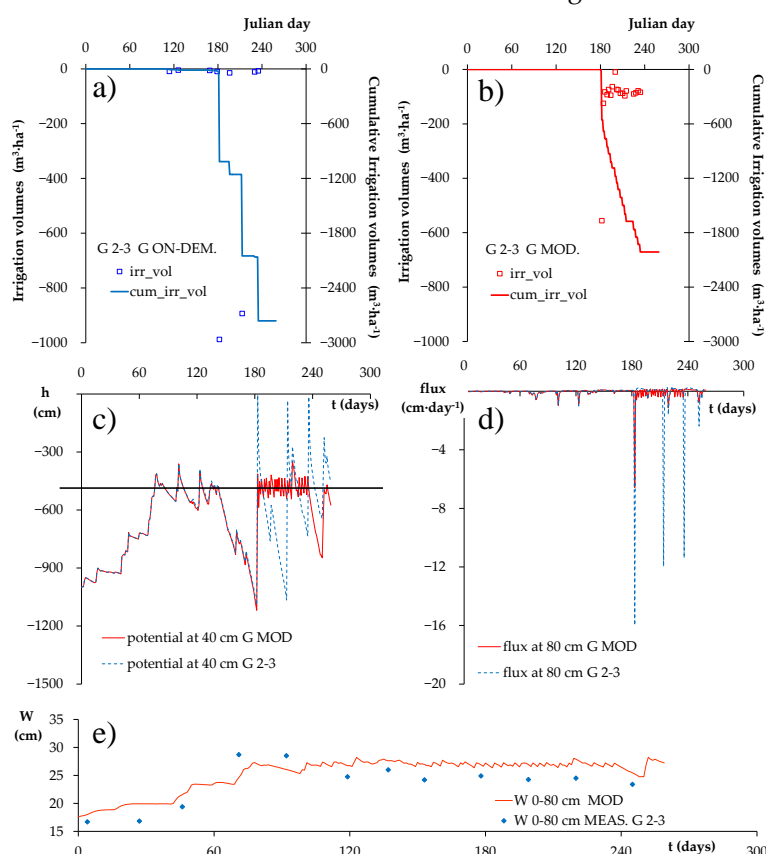 Julian day
0 60 120 180 240 300
0
−200
−400
−600
−800
−1000
Irrigation volumes (m³·ha⁻¹)
0
−600
−1200
−1800
−2400
−3000
Cumulative Irrigation volumes (m³·ha⁻¹)
a)
G 2-3 G ON-DEM.
irr_vol
cum_irr_vol
Julian day
0 60 120 180 240 300
0
−200
−400
−600
−800
−1000
Irrigation volumes (m³·ha⁻¹)
0
−600
−1200
−1800
−2400
−3000
Cumulative Irrigation volumes (m³·ha⁻¹)
b)
G 2-3 G MOD.
irr_vol
cum_irr_vol
0 60 120 180 240 300
h
(cm)
t (days)
−300
−600
−900
−1200
−1500
c)
potential at 40 cm G MOD
potential at 40 cm G 2-3
0 60 120 180 240 300
flux
(cm·day⁻¹)
t (days)
−4
−8
−12
−16
−20
d)
flux at 80 cm G MOD
flux at 80 cm G 2-3
W
(cm)
35
30
25
20
15
e)
W 0-80 cm MOD
W 0-80 cm MEAS. G 2-3
t (days)
0 60 120 180 240 300